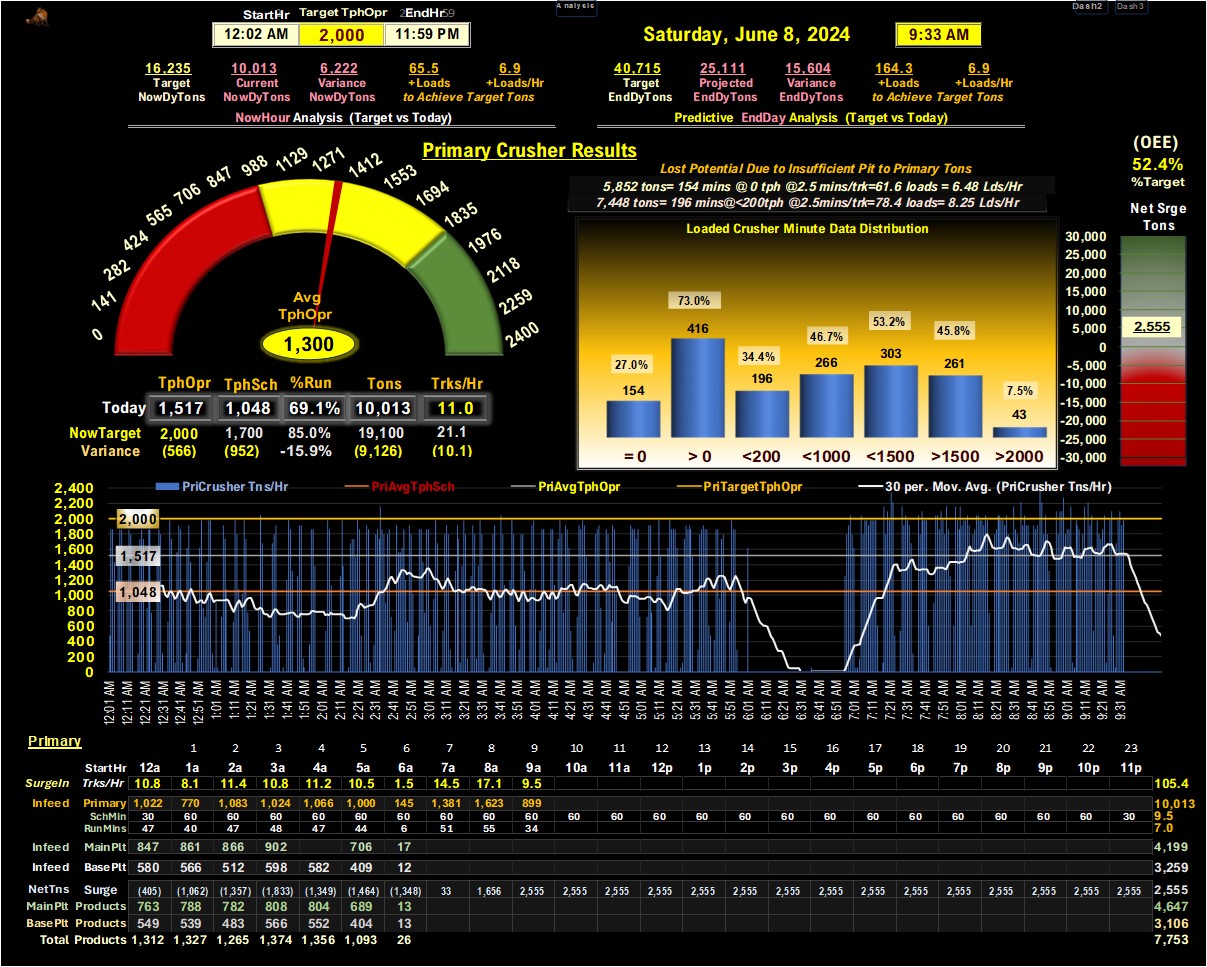 Analysis
Dash2 Dash3
StartHr Target TphOpr EndHr
12:02 AM 2,000 11:59 PM
Saturday, June 8, 2024 9:33 AM
16,235 10,013 6,222 65.5 6.9
Target Current Variance +Loads +Loads/Hr
NowDyTons NowDyTons NowDyTons to Achieve Target Tons
NowHour Analysis (Target vs Today)
40,715 25,111 15,604 164.3 6.9
Target Projected Variance +Loads +Loads/Hr
EndDyTons EndDyTons EndDyTons to Achieve Target Tons
Predictive EndDay Analysis (Target vs Today)
Primary Crusher Results
0
141
282
424
565
706
847
988
1129
1271
1412
1553
1694
1835
1976
2118
2259
2400
Avg
TphOpr
1,300
TphOpr TphSch %Run Tons Trks/Hr
Today 1,517 1,048 69.1% 10,013 11.0
NowTarget 2,000 1,700 85.0% 19,100 21.1
Variance (566) (952) -15.9% (9,126) (10.1)
Lost Potential Due to Insufficient Pit to Primary Tons
5,852 tons= 154 mins @ 0 tph @2.5 mins/trk=61.6 loads = 6.48 Lds/Hr
7,448 tons= 196 mins@<200tph @2.5mins/trk=78.4 loads= 8.25 Lds/Hr
Loaded Crusher Minute Data Distribution
27.0% 73.0% 34.4% 46.7% 53.2% 45.8% 7.5%
154 416 196 266 303 261 43
= 0 > 0 <200 <1000 <1500 >1500 >2000
(OEE)
52.4%
%Target
Net Srge
Tons
30,000
25,000
20,000
15,000
10,000
5,000
0
-5,000
-10,000
-15,000
-20,000
-25,000
-30,000
2,555
PriCrusher Tns/Hr PriAvgTphSch PriAvgTphOpr PriTargetTphOpr 30 per. Mov. Avg. (PriCrusher Tns/Hr)
2,400
2,200
2,000
1,800
1,600
1,400
1,200
1,000
800
600
400
200
0
2,000
1,517
1,048
12:01 AM 12:11 AM 12:21 AM 12:31 AM 12:41 AM 12:51 AM 1:01 AM 1:11 AM 1:21 AM 1:31 AM 1:41 AM 1:51 AM 2:01 AM 2:11 AM 2:21 AM 2:31 AM 2:41 AM 2:51 AM 3:01 AM 3:11 AM 3:21 AM 3:31 AM 3:41 AM 3:51 AM 4:01 AM 4:11 AM 4:21 AM 4:31 AM 4:41 AM 4:51 AM 5:01 AM 5:11 AM 5:21 AM 5:31 AM 5:41 AM 5:51 AM 6:01 AM 6:11 AM 6:21 AM 6:31 AM 6:41 AM 6:51 AM 7:01 AM 7:11 AM 7:21 AM 7:31 AM 7:41 AM 7:51 AM 8:01 AM 8:11 AM 8:21 AM 8:31 AM 8:41 AM 8:51 AM 9:01 AM 9:11 AM 9:21 AM 9:31 AM
Primary
1 2 3 4 5 6 7 8 9 10 11 12 13 14 15 16 17 18 19 20 21 22 23
StartHr 12a 1a 2a 3a 4a 5a 6a 7a 8a 9a 10a 11a 12p 1p 2p 3p 4p 5p 6p 7p 8p 9p 10p 11p
SurgeIn Trks/Hr 10.8 8.1 11.4 10.8 11.2 10.5 1.5 14.5 17.1 9.5 105.4
Infeed Primary 1,022 770 1,083 1,024 1,066 1,000 145 1,381 1,623 899 10,013
SchMin 30 60 60 60 60 60 60 60 60 60 60 60 60 60 60 60 60 60 60 60 60 60 60 30 9.5
RunMins 47 40 47 48 47 44 6 51 55 34 7.0
Infeed MainPlt 847 861 866 902 706 17 4,199
Infeed BasePlt 580 566 512 598 582 409 12 3,259
NetTns Surge (405) (1,062) (1,357) (1,833) (1,349) (1,464) (1,348) 33 1,656 2,555 2,555 2,555 2,555 2,555 2,555 2,555 2,555 2,555 2,555 2,555 2,555 2,555 2,555 2,555 2,555
MainPlt Products 763 788 782 808 804 689 13 4,647
BasePlt Products 549 539 483 566 552 404 13 3,106
Total Products 1,312 1,327 1,265 1,374 1,356 1,093 26 7,753